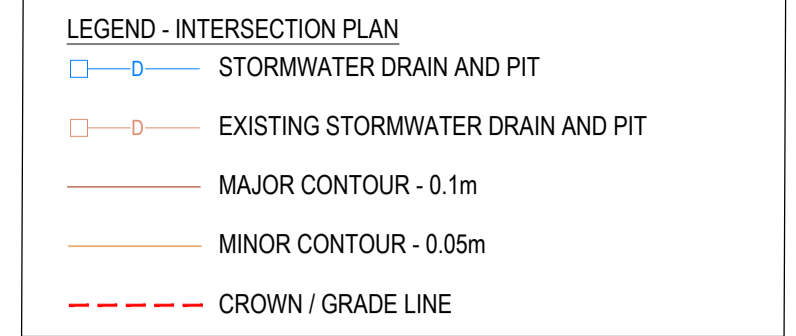 LEGEND - INTERSECTION PLAN
D STORMWATER DRAIN AND PIT
D EXISTING STORMWATER DRAIN AND PIT
MAJOR CONTOUR - 0.1m
MINOR CONTOUR - 0.05m
CROWN / GRADE LINE